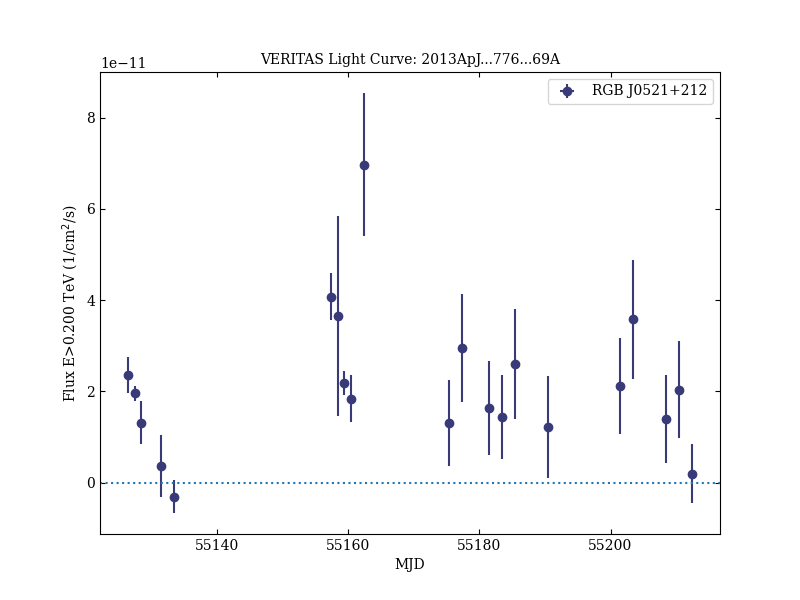 VERITAS Light Curve: 2013ApJ...776...69A
1e−11
RGB J0521+212
8
6
4
2
0
Flux E>0.200 TeV (1/cm²/s)
55140 55160 55180 55200
MJD